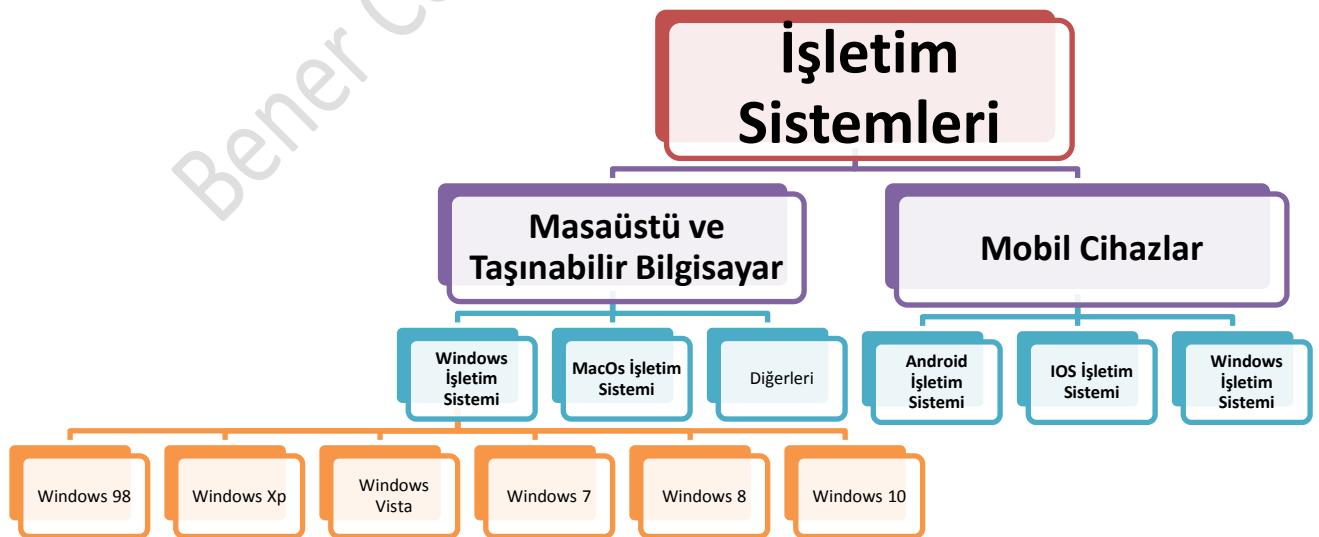 Bener
İşletim
Sistemleri
Masaüstü ve
Taşınabilir Bilgisayar
Mobil Cihazlar
Windows
İşletim
Sistemi
MacOs İşletim
Sistemi
Diğerleri
Android
İşletim
Sistemi
IOS İşletim
Sistemi
Windows
İşletim
Sistemi
Windows 98
Windows Xp
Windows
Vista
Windows 7
Windows 8
Windows 10